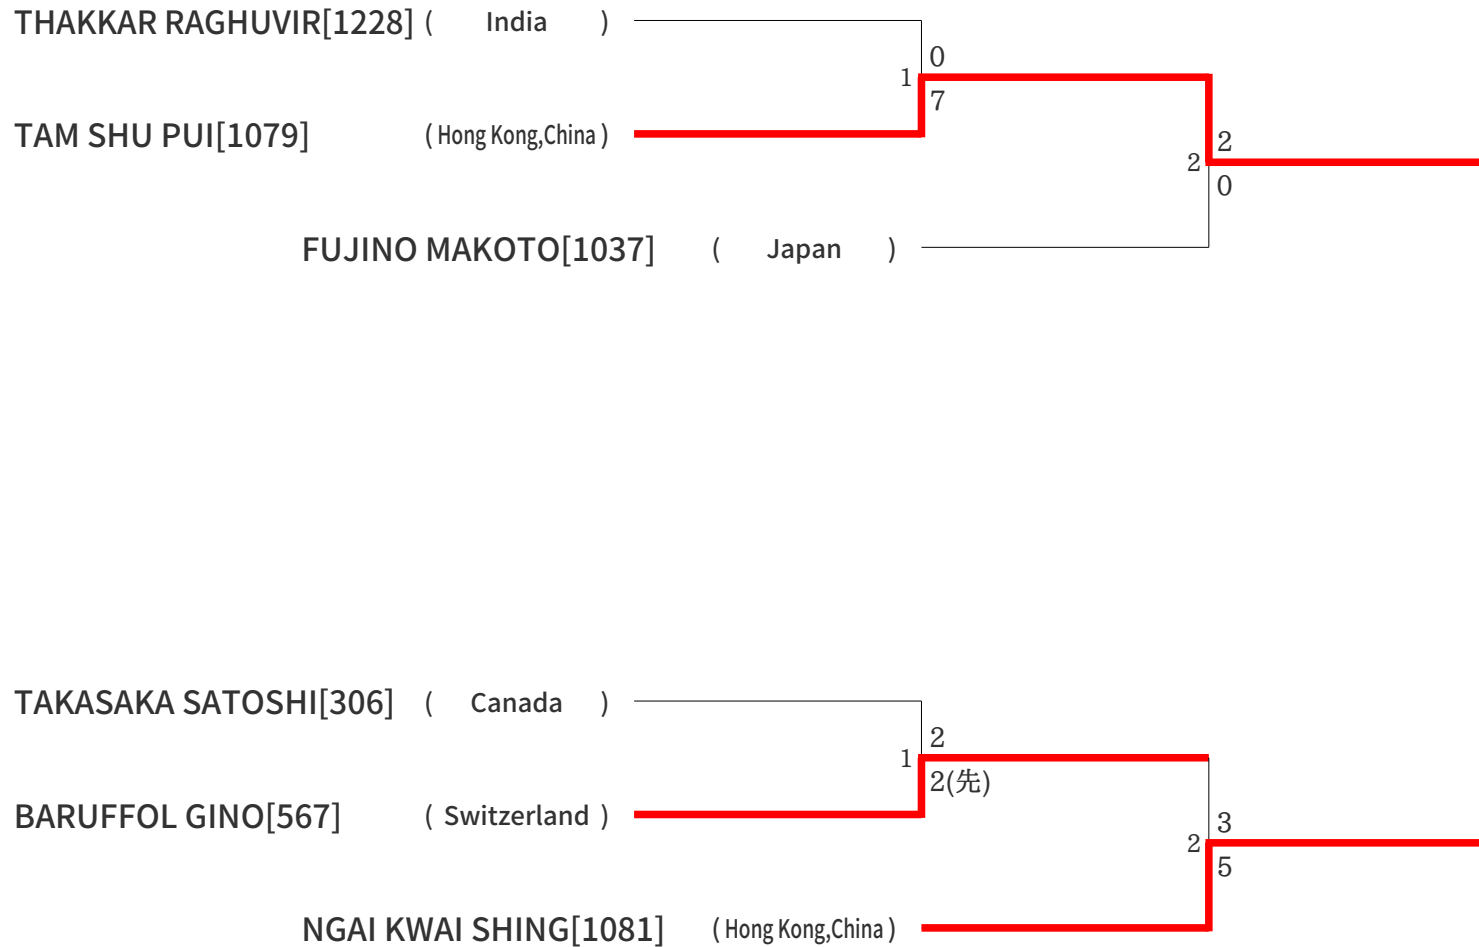 THAKKAR RAGHUVIR[1228] ( India )
0
1
7
TAM SHU PUI[1079] ( Hong Kong,China )
2
2
0
FUJINO MAKOTO[1037] ( Japan )
TAKASAKA SATOSHI[306] ( Canada )
2
1
2(先)
BARUFFOL GINO[567] ( Switzerland )
3
2
5
NGAI KWAI SHING[1081] ( Hong Kong,China )